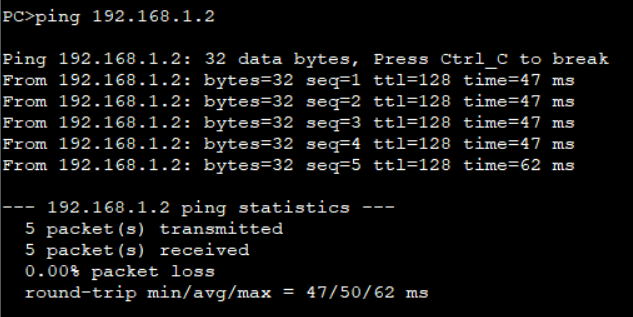 PC>ping 192.168.1.2
Ping 192.168.1.2: 32 data bytes, Press Ctrl_C to break
From 192.168.1.2: bytes=32 seq=1 ttl=128 time=47 ms
From 192.168.1.2: bytes=32 seq=2 ttl=128 time=47 ms
From 192.168.1.2: bytes=32 seq=3 ttl=128 time=47 ms
From 192.168.1.2: bytes=32 seq=4 ttl=128 time=47 ms
From 192.168.1.2: bytes=32 seq=5 ttl=128 time=62 ms
--- 192.168.1.2 ping statistics ---
5 packet(s) transmitted
5 packet(s) received
0.00% packet loss
round-trip min/avg/max = 47/50/62 ms